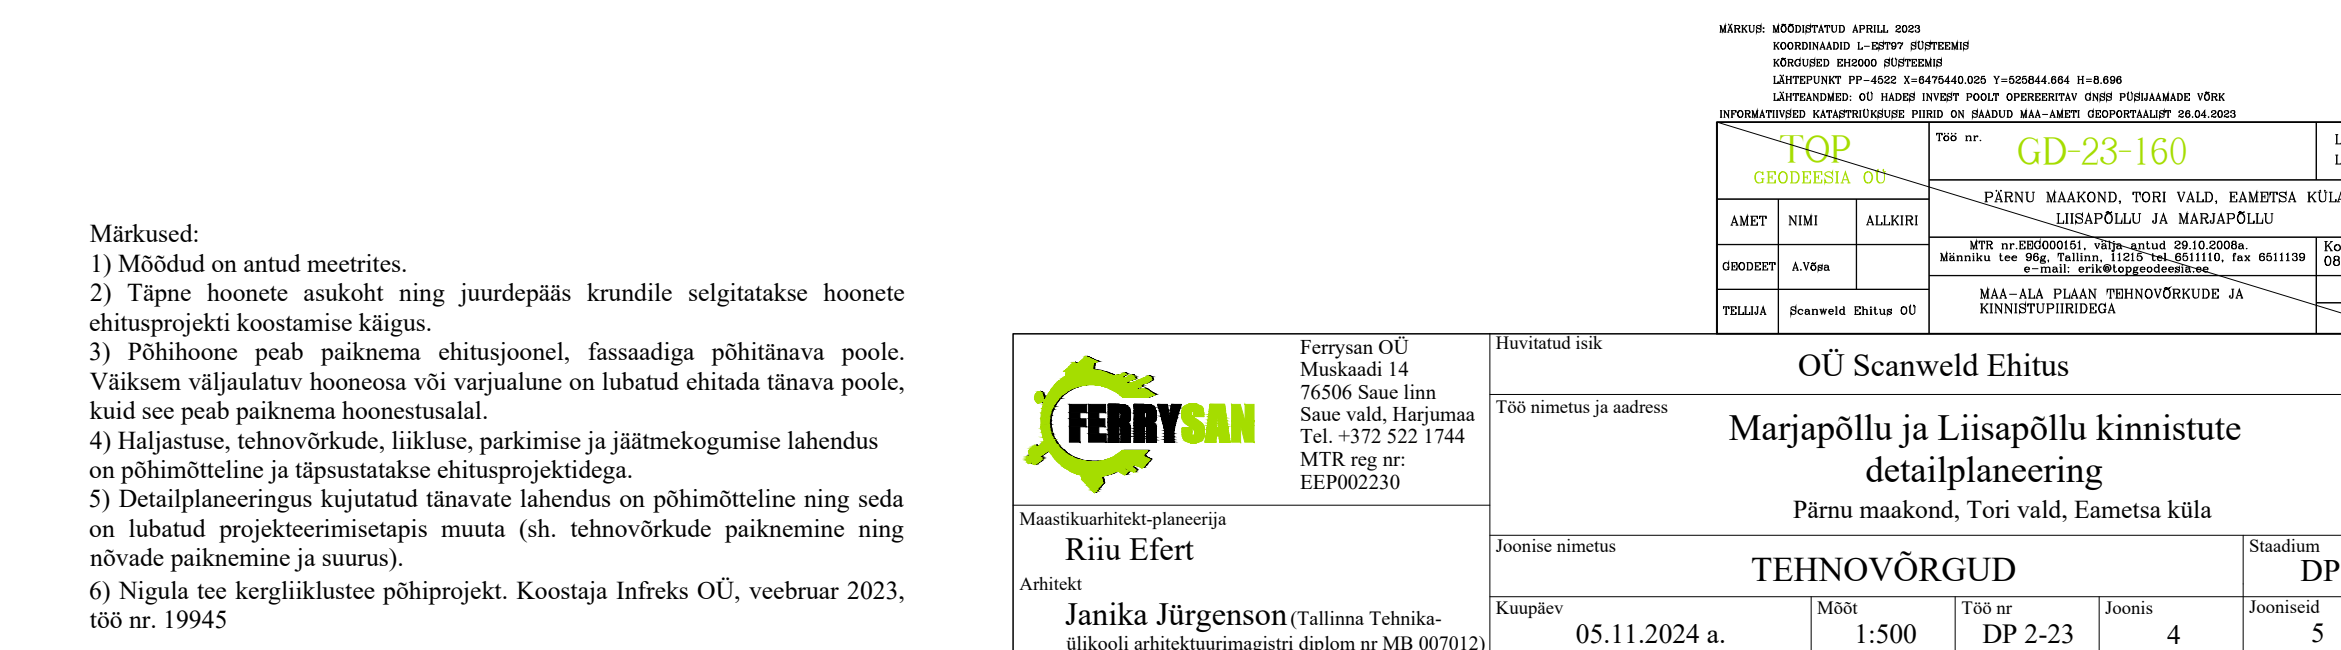 Märkused:
1) Mõõdud on antud meetrites.
2) Täpne hoonete asukoht ning juurdepääs krundile selgitatakse hoonete
ehitusprojekti koostamise käigus.
3) Põhihoone peab paiknema ehitusjoonel, fassaadiga põhitänava poole.
Väiksem väljaulatuv hooneosa või varjualune on lubatud ehitada tänava poole,
kuid see peab paiknema hoonestusalal.
4) Haljastuse, tehnovõrkude, liikluse, parkimise ja jäätmekogumise lahendus
on põhimõtteline ja täpsustatakse ehitusprojektidega.
5) Detailplaneeringus kujutatud tänavate lahendus on põhimõtteline ning seda
on lubatud projekteerimisetapis muuta (sh. tehnovõrkude paiknemine ning
nõvade paiknemine ja suurus).
6) Nigula tee kergliiklustee põhiprojekt. Koostaja Infreks OÜ, veebruar 2023,
töö nr. 19945
MÄRKUS: MÕÕDISTATUD APRILL 2023
KOORDINAADID L-EST97 SÜSTEEMIS
KÕRGUSED EH2000 SÜSTEEMIS
LÄHTEPUNKT PP-4522 X=6475440.025 Y=525844.664 H=8.696
LÄHTEANDMED: OÜ HADES INVEST POOLT OPEREERITAV GNSS PÜSIJAAMADE VÕRK
INFORMATIIVSED KATASTRIÜKSUSE PIIRID ON SAADUD MAA-AMETI GEOPORTAALIST 26.04.2023
TOP
GEODEESIA OÜ
Töö nr.
GD-23-160
PÄRNU MAAKOND, TORI VALD, EAMETSA KÜLA
LIISAPÕLLU JA MARJAPÕLLU
AMET NIMI ALLKIRI
GEODEET A.Võsa
TELLIJA Scanweld Ehitus OÜ
MTR nr.EEG000151, välja antud 29.10.2008a.
Männiku tee 96g, Tallinn, 11215 tel 6511110, fax 6511139
e-mail: erik@topgeodeesia.ee
Ko
08
MAA-ALA PLAAN TEHNOVÕRKUDE JA
KINNISTUPIIRIDEGA
FERRYSAN
Ferrysan OÜ
Muskaadi 14
76506 Saue linn
Saue vald, Harjumaa
Tel. +372 522 1744
MTR reg nr:
EEP002230
Huvitatud isik
OÜ Scanweld Ehitus
Töö nimetus ja aadress
Marjapõllu ja Liisapõllu kinnistute
detailplaneering
Pärnu maakond, Tori vald, Eametsa küla
Maastikuarhitekt-planeerija
Riiu Efert
Arhitekt
Janika Jürgenson (Tallinna Tehnika-
ülikooli arhitektuurimagistri diplom nr MB 007012)
Joonise nimetus
TEHNOVÕRGUD
Staadium
DP
Kuupäev
05.11.2024 a.
Mõõt
1:500
Töö nr
DP 2-23
Joonis
4
Jooniseid
5